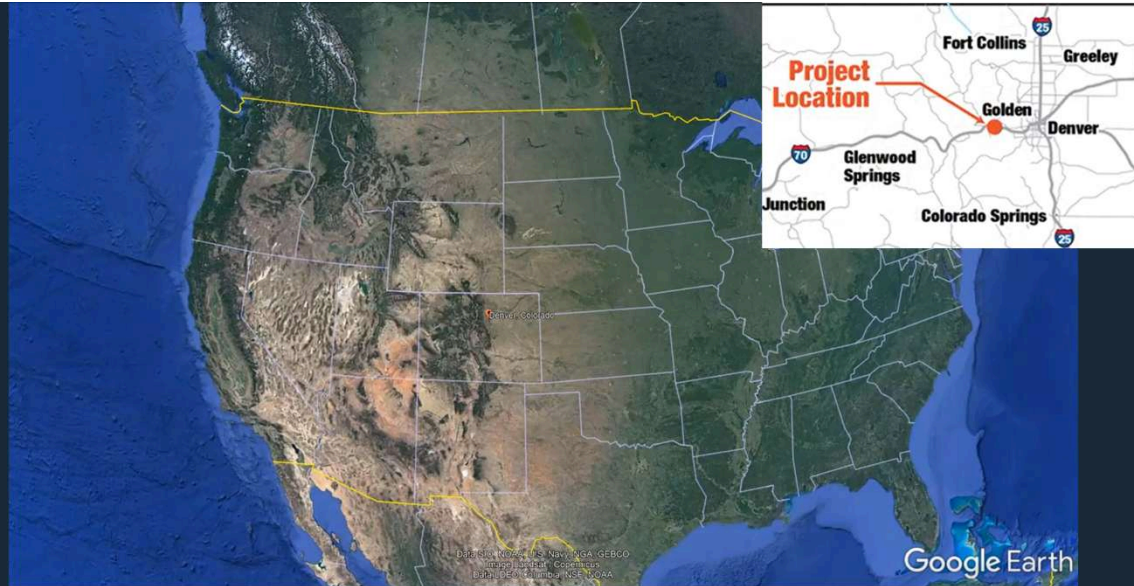 25
Fort Collins
Greeley
Project
Location
Golden
Denver
70
Glenwood
Springs
Junction
Colorado Springs
25
Denver, Colorado
Data SIO, NOAA, U.S. Navy, NGA, GEBCO
Image Landsat / Copernicus
Data LDEO-Columbia, NSF, NOAA
Google Earth